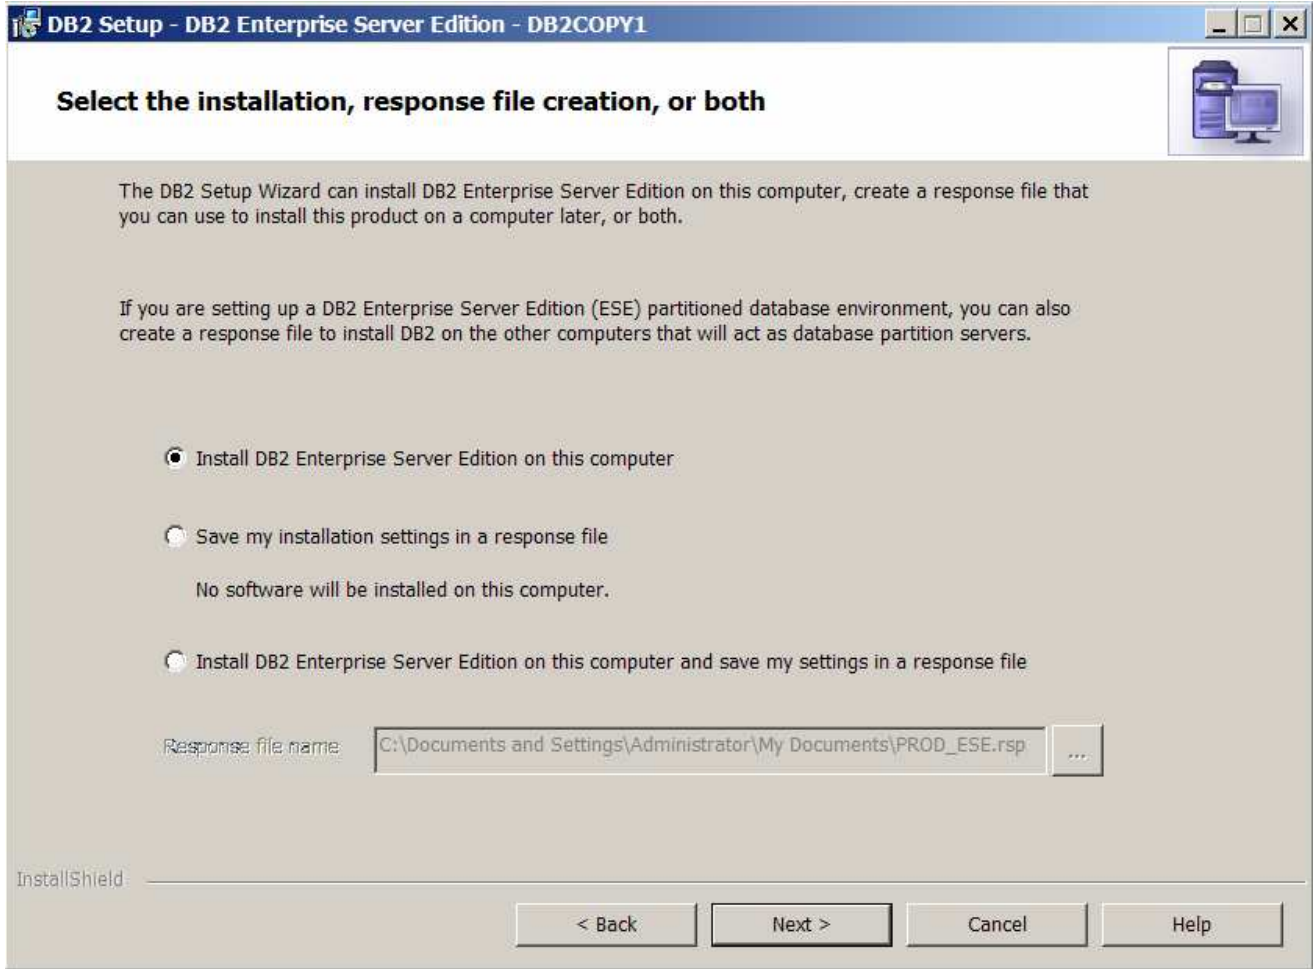 DB2 Setup - DB2 Enterprise Server Edition - DB2COPY1
Select the installation, response file creation, or both
The DB2 Setup Wizard can install DB2 Enterprise Server Edition on this computer, create a response file that
you can use to install this product on a computer later, or both.
If you are setting up a DB2 Enterprise Server Edition (ESE) partitioned database environment, you can also
create a response file to install DB2 on the other computers that will act as database partition servers.
Install DB2 Enterprise Server Edition on this computer
Save my installation settings in a response file
No software will be installed on this computer.
Install DB2 Enterprise Server Edition on this computer and save my settings in a response file
Response file name C:\Documents and Settings\Administrator\My Documents\PROD_ESE.rsp ...
InstallShield
< Back Next > Cancel Help